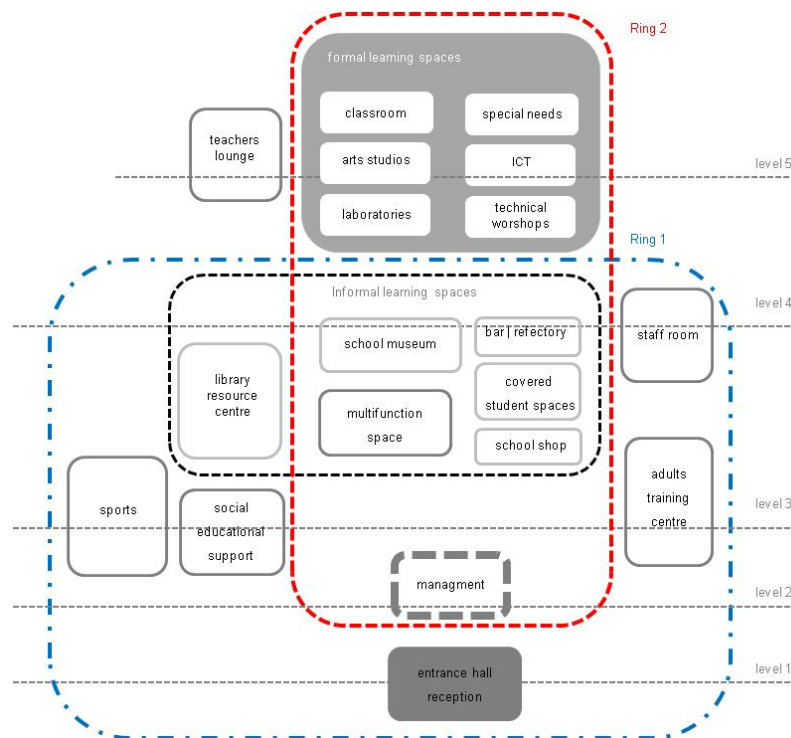 Ring 2
formal learning spaces
classroom
special needs
teachers
lounge
arts studios
ICT
level 5
laboratories
technical
worshops
Ring 1
Informal learning spaces
level 4
school museum
bar | refectory
staff room
library
resource
centre
covered
student spaces
multifunction
space
school shop
adults
training
centre
sports
social
educational
support
level 3
managment
level 2
entrance hall
reception
level 1